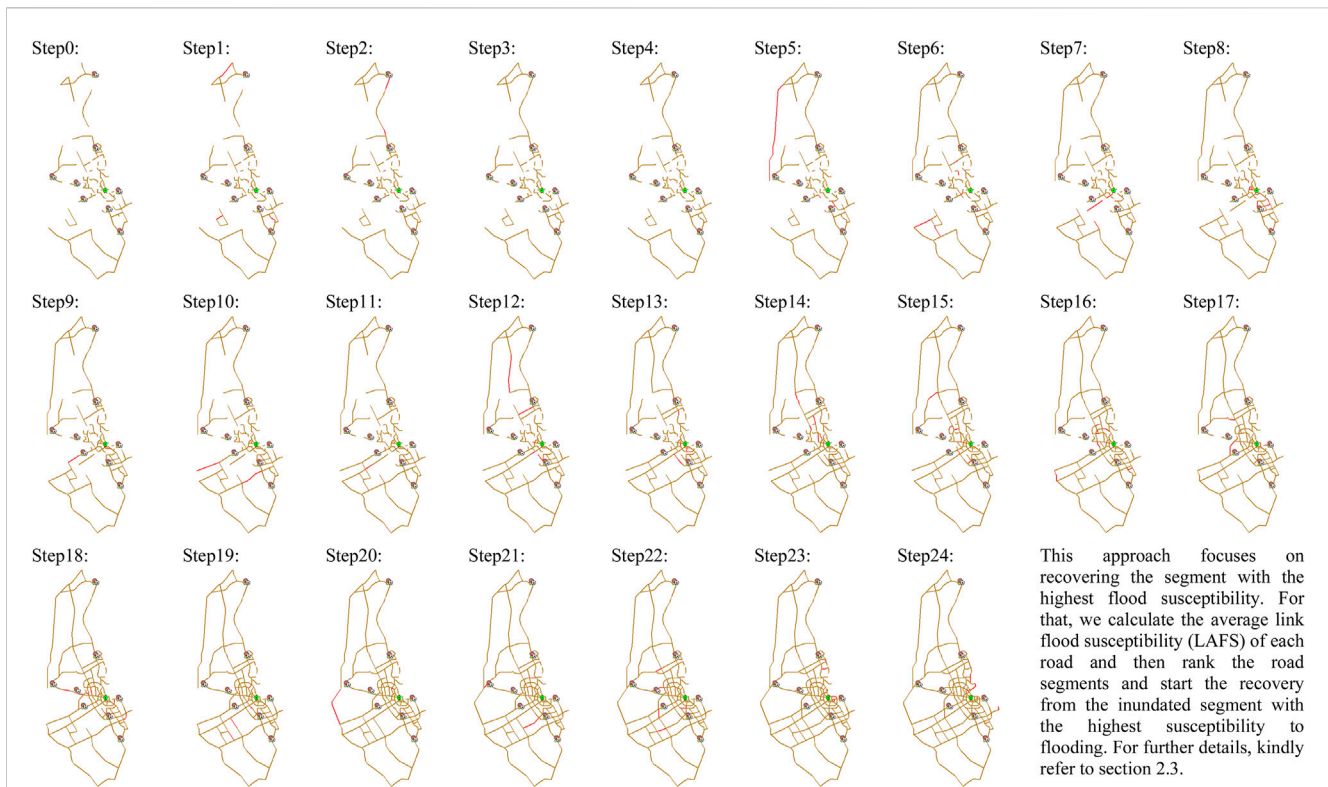 Step0:
Step1:
Step2:
Step3:
Step4:
Step5:
Step6:
Step7:
Step8:
Step9:
Step10:
Step11:
Step12:
Step13:
Step14:
Step15:
Step16:
Step17:
Step18:
Step19:
Step20:
Step21:
Step22:
Step23:
Step24:
This approach focuses on
recovering the segment with the
highest flood susceptibility. For
that, we calculate the average link
flood susceptibility (LAFS) of each
road and then rank the road
segments and start the recovery
from the inundated segment with
the highest susceptibility to
flooding. For further details, kindly
refer to section 2.3.